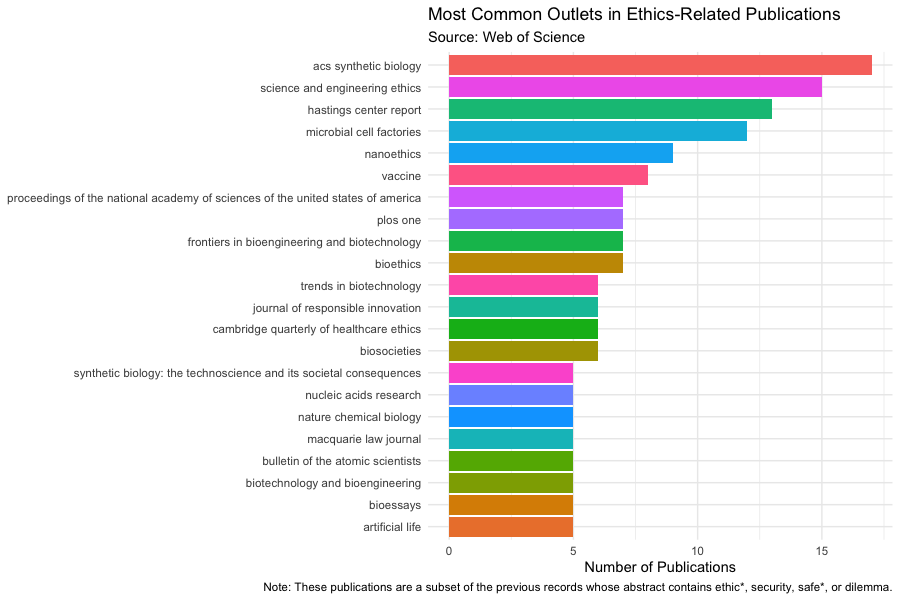 Most Common Outlets in Ethics-Related Publications
Source: Web of Science
acs synthetic biology
science and engineering ethics
hastings center report
microbial cell factories
nanoethics
vaccine
proceedings of the national academy of sciences of the united states of america
plos one
frontiers in bioengineering and biotechnology
bioethics
trends in biotechnology
journal of responsible innovation
cambridge quarterly of healthcare ethics
biosocieties
synthetic biology: the technoscience and its societal consequences
nucleic acids research
nature chemical biology
macquarie law journal
bulletin of the atomic scientists
biotechnology and bioengineering
bioessays
artificial life
0 5 10 15
Number of Publications
Note: These publications are a subset of the previous records whose abstract contains ethic*, security, safe*, or dilemma.